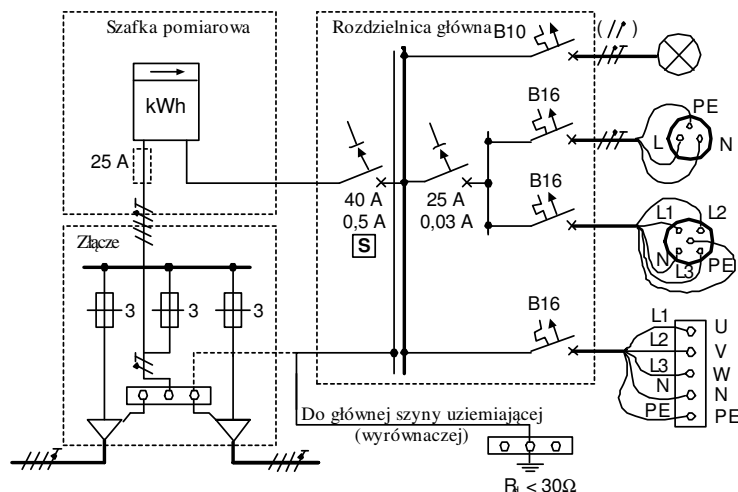 Szafka pomiarowa
Rozdzielnica główna
B10
(//•)
kWh
25 A
B16
PE
L
N
40 A
0,5 A
S
25 A
0,03 A
B16
L1
L2
N
L3
PE
Złącze
3
3
3
B16
L1
L2
L3
N
PE
U
V
W
N
PE
Do głównej szyny uziemiającej
(wyrównaczej)
< 30Ω